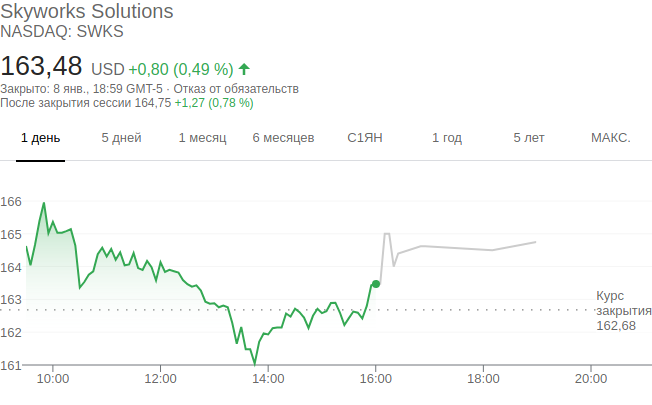 Skyworks Solutions
NASDAQ: SWKS
163,48 USD +0,80 (0,49 %)
Закрыто: 8 янв., 18:59 GMT-5 · Отказ от обязательств
После закрытия сессии 164,75 +1,27 (0,78 %)
1 день 5 дней 1 месяц 6 месяцев С1ЯН 1 год 5 лет МАКС.
166
165
164
163
162
161
Курс
закрытия
162,68
10:00 12:00 14:00 16:00 18:00 20:00